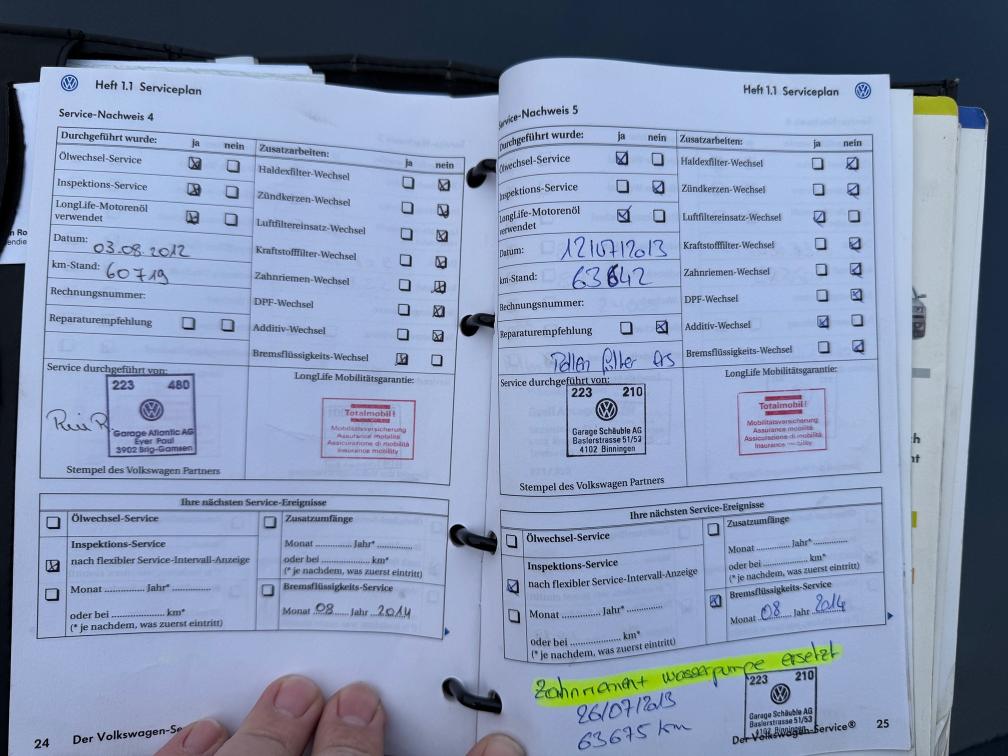 Heft 1.1 Serviceplan
Service-Nachweis 4
Durchgeführt wurde: ja nein
Ölwechsel-Service
Inspektions-Service
LongLife-Motorenöl
verwendet
Datum: 03.08.2012
km-Stand: 60719
Rechnungsnummer:
Reparaturempfehlung
Zusatzarbeiten: ja nein
Haldexfilter-Wechsel
Zündkerzen-Wechsel
Luftfiltereinsatz-Wechsel
Kraftstofffilter-Wechsel
Zahnriemen-Wechsel
DPF-Wechsel
Additiv-Wechsel
Bremsflüssigkeits-Wechsel
Service durchgeführt von:
223 480
Garage Atlantic AG
Eyer Paul
3902 Brig-Gamsen
Stempel des Volkswagen Partners
LongLife Mobilitätsgarantie:
Totalmobil!
Mobilitätsversicherung
Assurance mobilité
Assicurazione di mobilità
Insurance mobility
Ihre nächsten Service-Ereignisse
Ölwechsel-Service
Inspektions-Service
nach flexibler Service-Intervall-Anzeige
Monat ............ Jahr* ............
oder bei ............ km*
(* je nachdem, was zuerst eintritt)
Zusatzumfänge
Monat ............ Jahr* ............
oder bei ............ km*
(* je nachdem, was zuerst eintritt)
Bremsflüssigkeits-Service
Monat 08 Jahr 2014
24 Der Volkswagen-Se
Heft 1.1 Serviceplan
Service-Nachweis 5
Durchgeführt wurde: ja nein
Ölwechsel-Service
Inspektions-Service
LongLife-Motorenöl
verwendet
Datum: 12/07/2013
km-Stand: 63642
Rechnungsnummer:
Reparaturempfehlung
Pollen filter ers
Zusatzarbeiten: ja nein
Haldexfilter-Wechsel
Zündkerzen-Wechsel
Luftfiltereinsatz-Wechsel
Kraftstofffilter-Wechsel
Zahnriemen-Wechsel
DPF-Wechsel
Additiv-Wechsel
Bremsflüssigkeits-Wechsel
Service durchgeführt von:
223 210
Garage Schäuble AG
Baslerstrasse 51/53
4102 Binningen
Stempel des Volkswagen Partners
LongLife Mobilitätsgarantie:
Totalmobil!
Mobilitätsversicherung
Assurance mobilité
Assicurazione di mobilità
Insurance mobility
Ihre nächsten Service-Ereignisse
Ölwechsel-Service
Inspektions-Service
nach flexibler Service-Intervall-Anzeige
Monat ............ Jahr* ............
oder bei ............ km*
(* je nachdem, was zuerst eintritt)
Zusatzumfänge
Monat ............ Jahr* ............
oder bei ............ km*
(* je nachdem, was zuerst eintritt)
Bremsflüssigkeits-Service
Monat 08 Jahr 2014
wasserpumpe ersetzt
26/07/2013
63675 km
223 210
Garage Schäuble AG
Baslerstrasse 51/53
4102 Binningen
Der Volkswagen-Service® 25